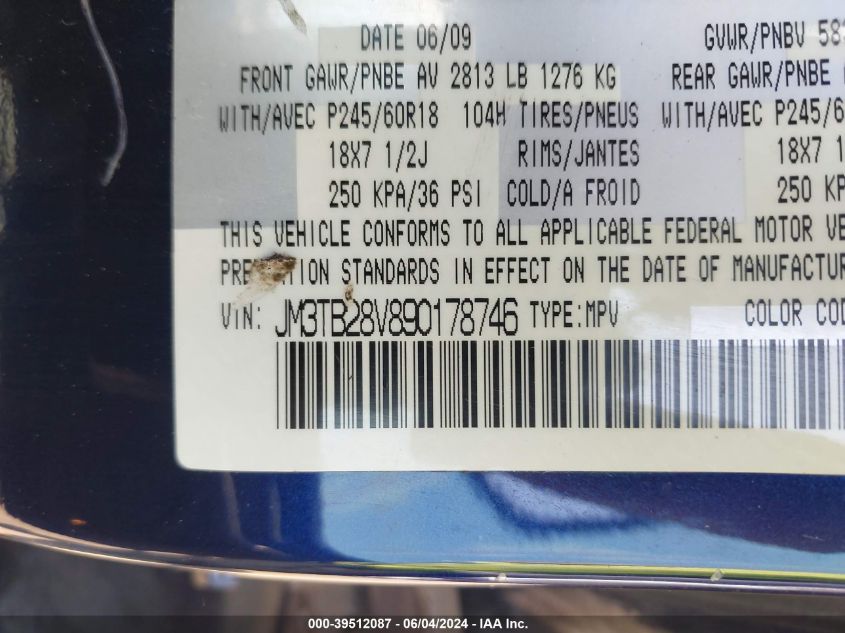 DATE 06/09 GVWR/PNBV 58
FRONT GAWR/PNBE AV 2813 LB 1276 KG REAR GAWR/PNBE
WITH/AVEC P245/60R18 104H TIRES/PNEUS WITH/AVEC P245/6
18X7 1/2J RIMS/JANTES 18X7 1
250 KPA/36 PSI COLD/A FROID 250 KP
THIS VEHICLE CONFORMS TO ALL APPLICABLE FEDERAL MOTOR VE
STANDARDS IN EFFECT ON THE DATE OF MANUFACTUR
VIN: JM3TB28V890178746 TYPE:MPV COLOR COD
000-39512087 - 06/04/2024 - IAA Inc.